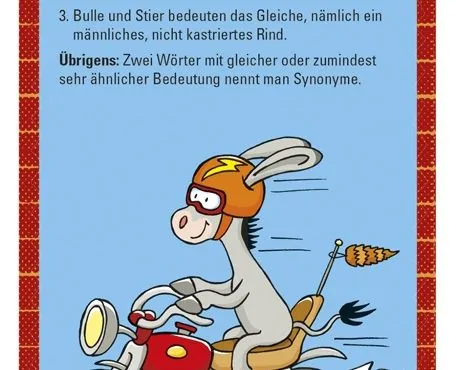 3. Bulle und Stier bedeuten das Gleiche, nämlich ein
männliches, nicht kastriertes Rind.
Übrigens: Zwei Wörter mit gleicher oder zumindest
sehr ähnlicher Bedeutung nennt man Synonyme.